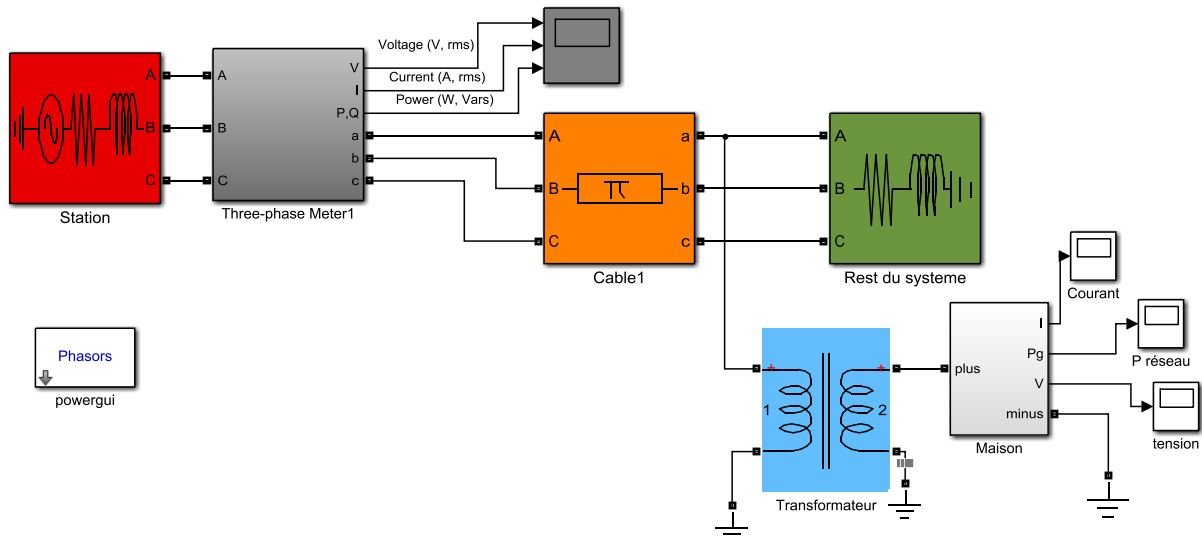 Voltage (V, rms)
Current (A, rms)
Power (W, Vars)
A
B
C
Station
A
B
C
V
I
P,Q
a
b
c
Three-phase Meter1
A
B
C
a
b
c
Cable1
A
B
C
Rest du systeme
Phasors
powergui
+
1
+
2
Transformateur
plus
I
Pg
V
minus
Maison
Courant
P réseau
tension